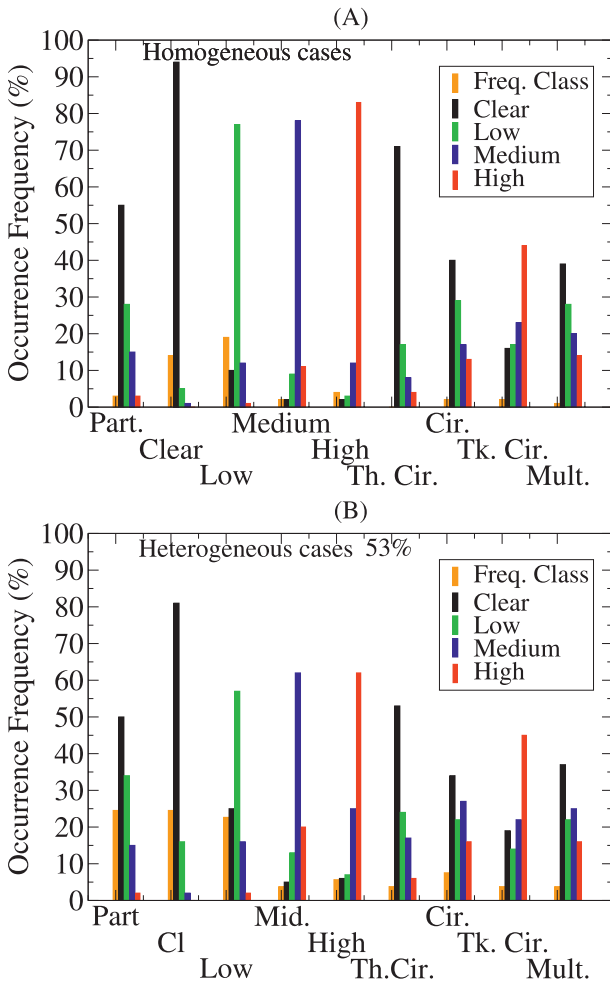 (A)
Homogeneous cases
Occurrence Frequency (%)
100
90
80
70
60
50
40
30
20
10
0
Freq. Class
Clear
Low
Medium
High
Part. Medium Cir.
Clear High Tk. Cir.
Low Th. Cir. Mult.
(B)
Heterogeneous cases 53%
Occurrence Frequency (%)
100
90
80
70
60
50
40
30
20
10
0
Freq. Class
Clear
Low
Medium
High
Part Mid. Cir.
Cl High Tk. Cir.
Low Th.Cir. Mult.